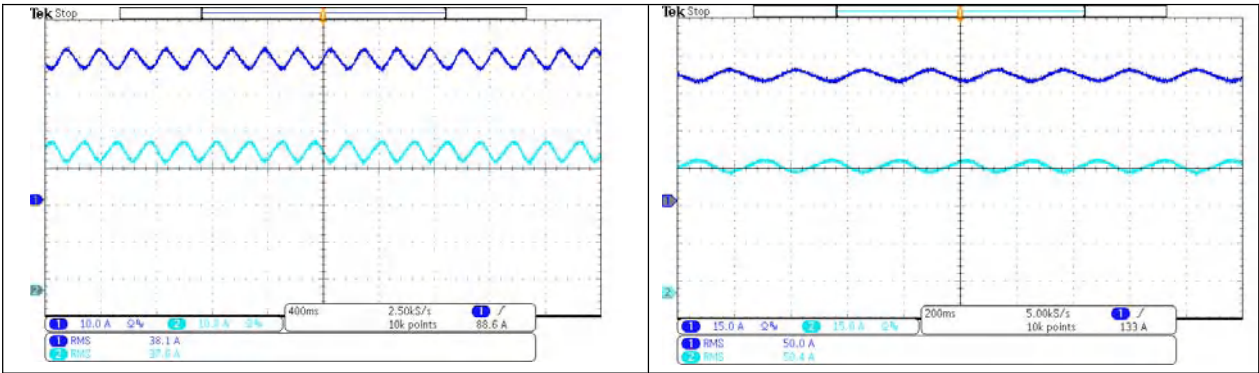 Tek Stop
1
2
400ms 2.50kS/s 1
10k points 88.6 A
1 10.0 A 2 10.0 A
1 RMS 38.1 A
2 RMS 37.6 A
Tek Stop
1
2
200ms 5.00kS/s 1
10k points 133 A
1 15.0 A 2 15.0 A
1 RMS 50.0 A
2 RMS 50.4 A